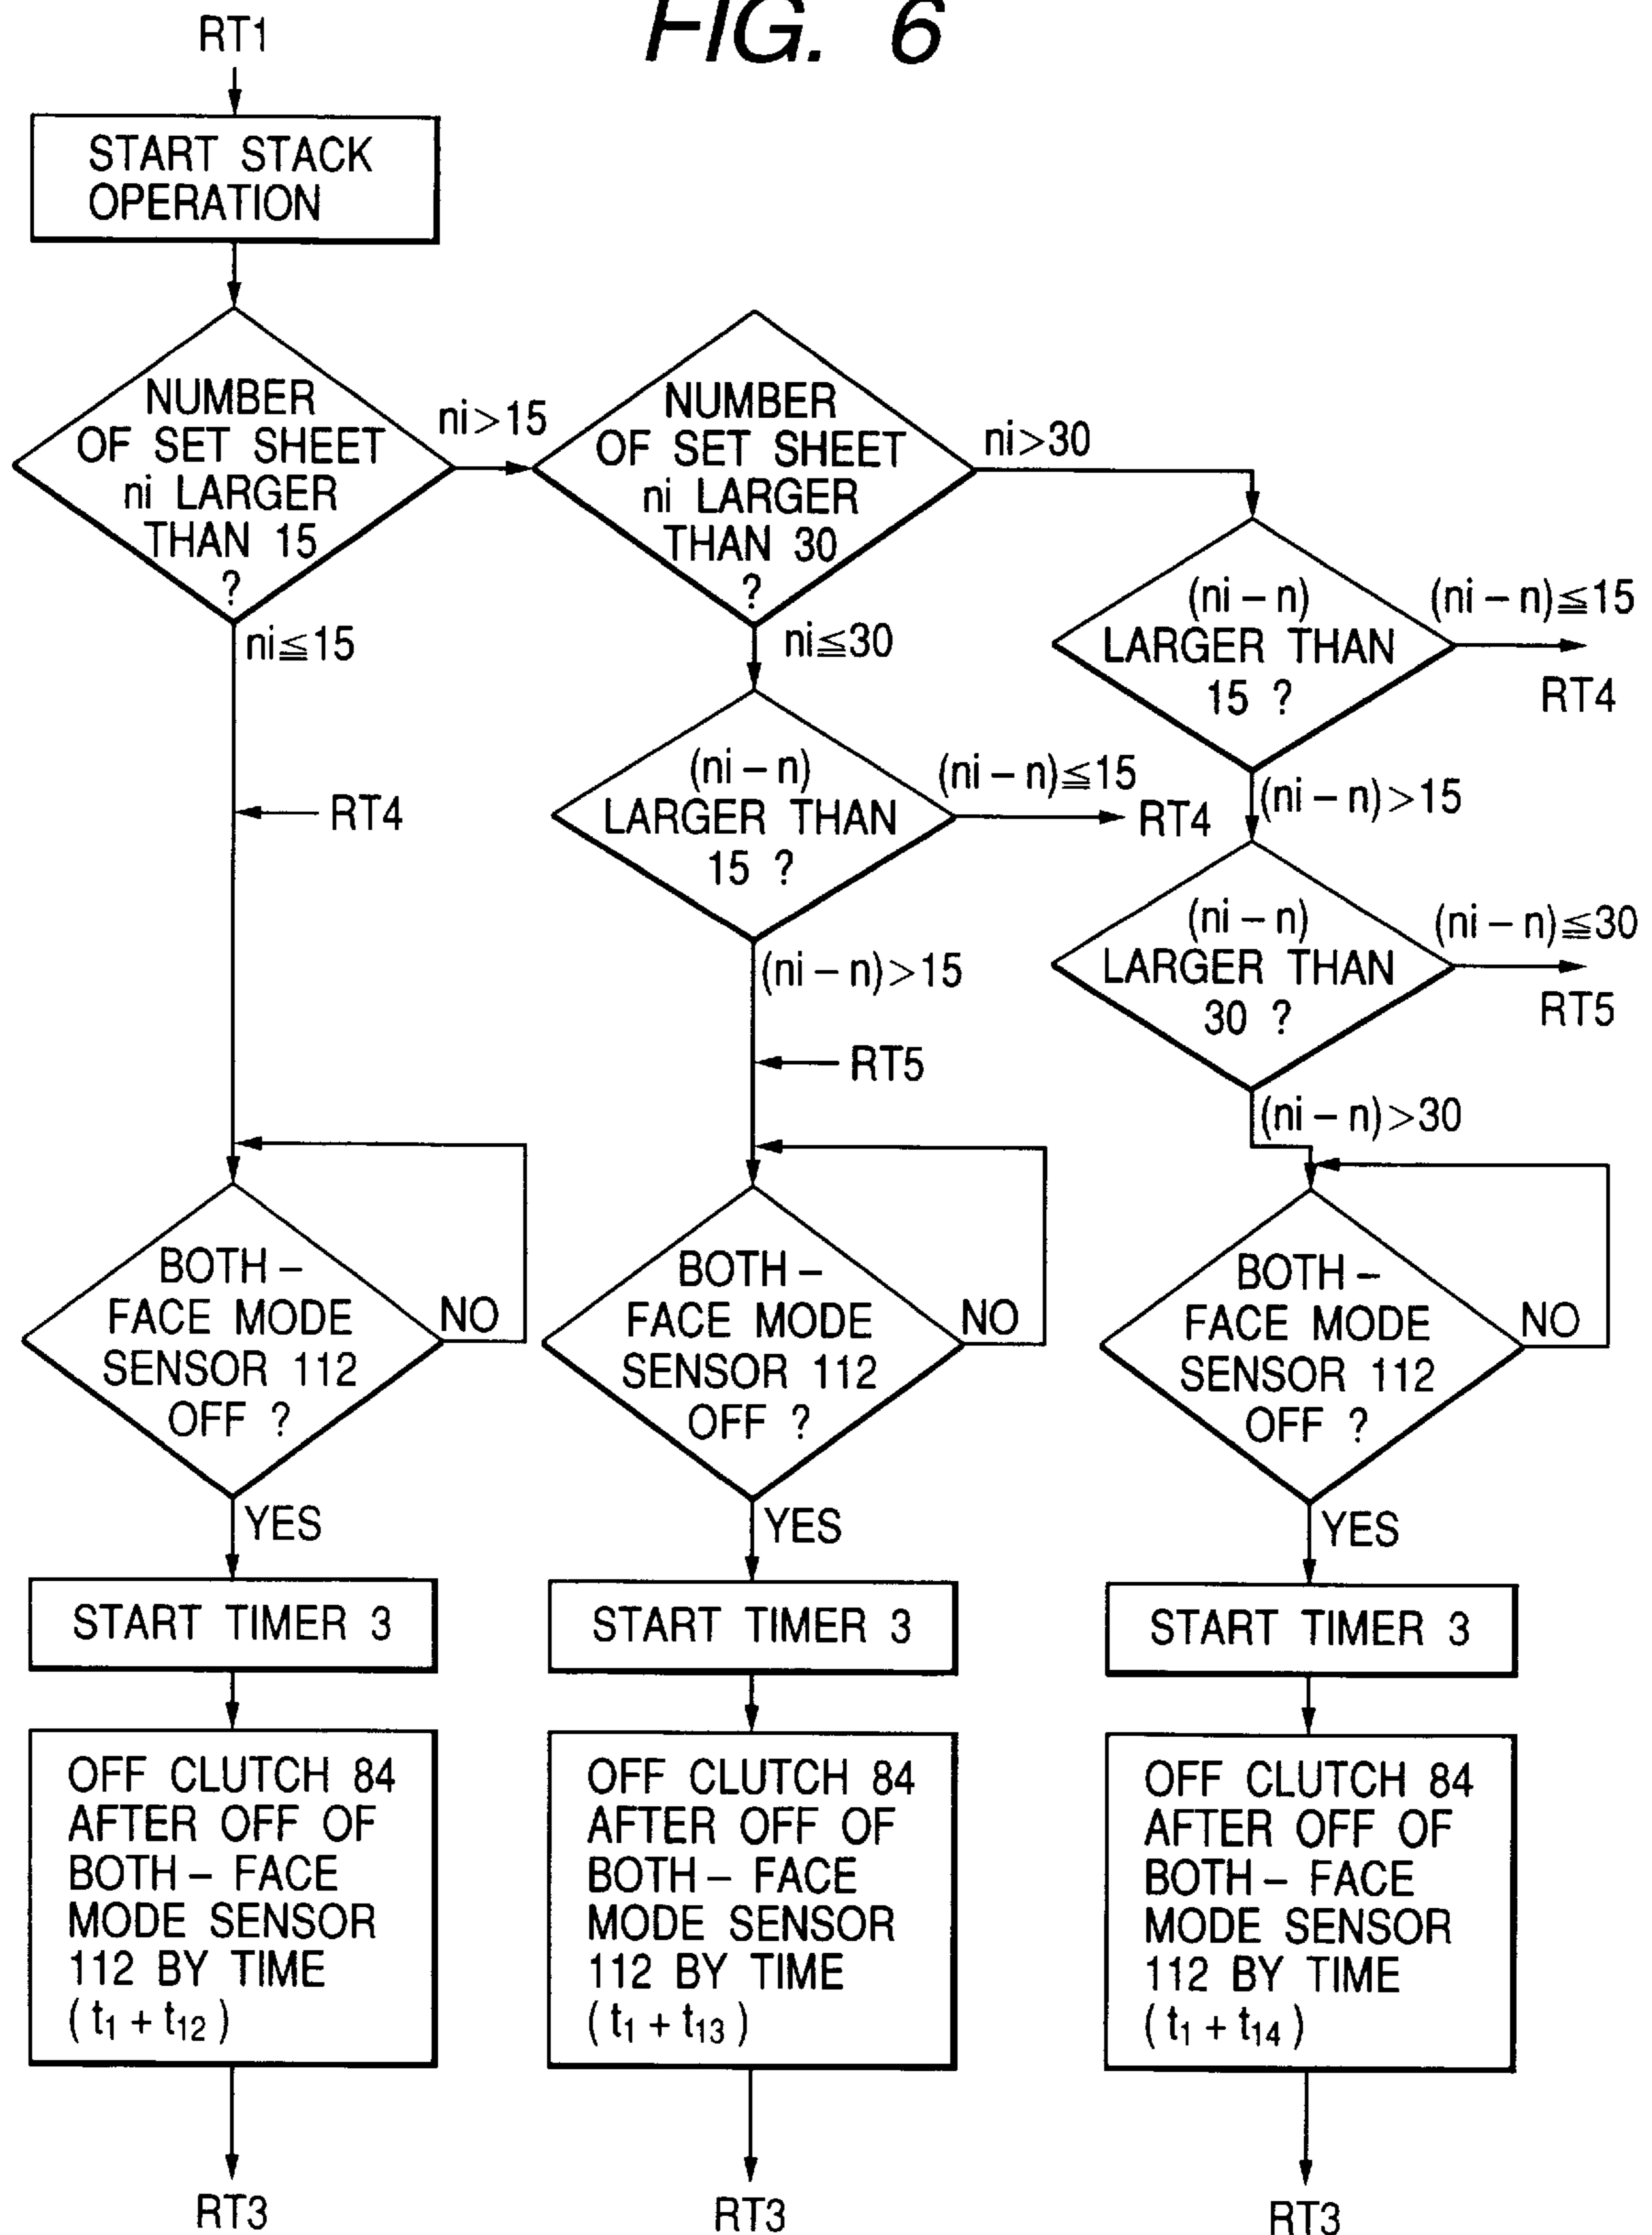 FIG. 6
RT1
START STACK
OPERATION
NUMBER
OF SET SHEET
ni LARGER
THAN 15
?
ni>15
ni≦15
NUMBER
OF SET SHEET
ni LARGER
THAN 30
?
ni>30
ni≦30
(ni – n)
LARGER THAN
15 ?
(ni – n)≦15
RT4
(ni – n)>15
(ni – n)
LARGER THAN
15 ?
(ni – n)≦15
RT4
(ni – n)>15
(ni – n)
LARGER THAN
30 ?
(ni – n)≦30
RT5
(ni – n)>30
RT4
RT5
BOTH –
FACE MODE
SENSOR 112
OFF ?
NO
YES
START TIMER 3
OFF CLUTCH 84
AFTER OFF OF
BOTH – FACE
MODE SENSOR
112 BY TIME
( t₁ + t₁₂ )
RT3
BOTH –
FACE MODE
SENSOR 112
OFF ?
NO
YES
START TIMER 3
OFF CLUTCH 84
AFTER OFF OF
BOTH – FACE
MODE SENSOR
112 BY TIME
( t₁ + t₁₃ )
RT3
BOTH –
FACE MODE
SENSOR 112
OFF ?
NO
YES
START TIMER 3
OFF CLUTCH 84
AFTER OFF OF
BOTH – FACE
MODE SENSOR
112 BY TIME
( t₁ + t₁₄ )
RT3